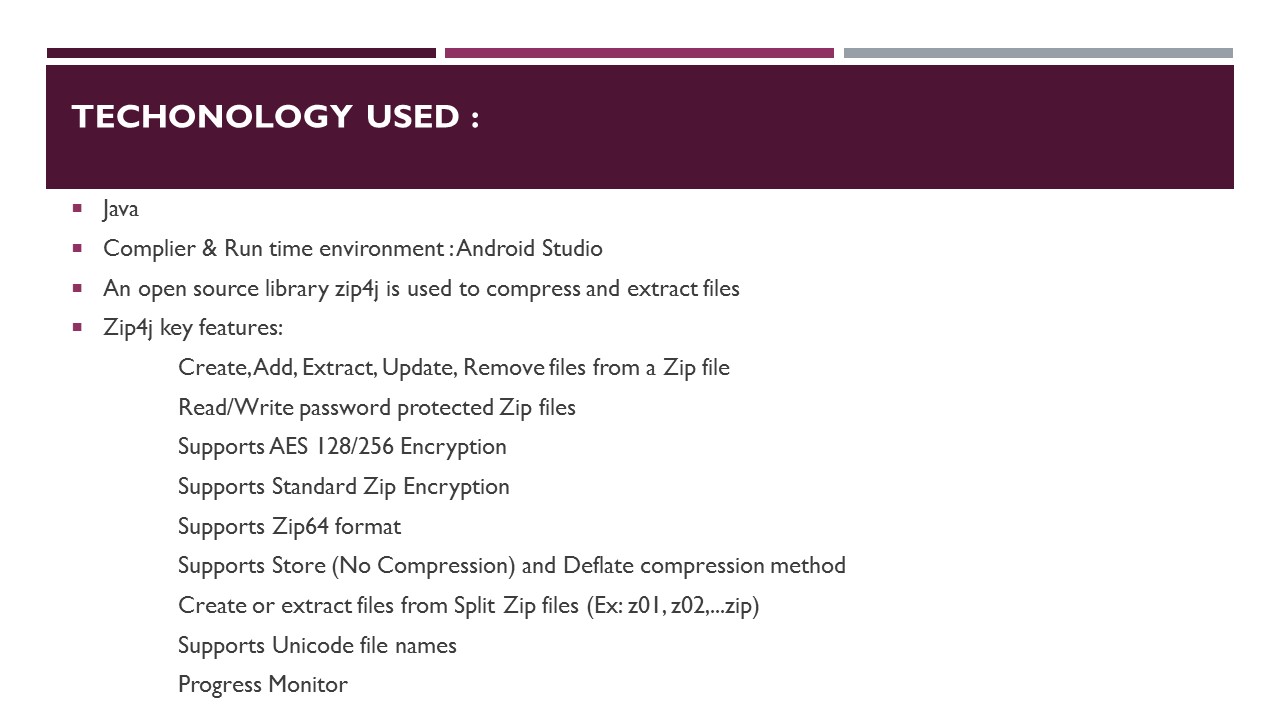 TECHONOLOGY USED :
Java
Complier & Run time environment : Android Studio
An open source library zip4j is used to compress and extract files
Zip4j key features:
Create, Add, Extract, Update, Remove files from a Zip file
Read/Write password protected Zip files
Supports AES 128/256 Encryption
Supports Standard Zip Encryption
Supports Zip64 format
Supports Store (No Compression) and Deflate compression method
Create or extract files from Split Zip files (Ex: z01, z02,...zip)
Supports Unicode file names
Progress Monitor